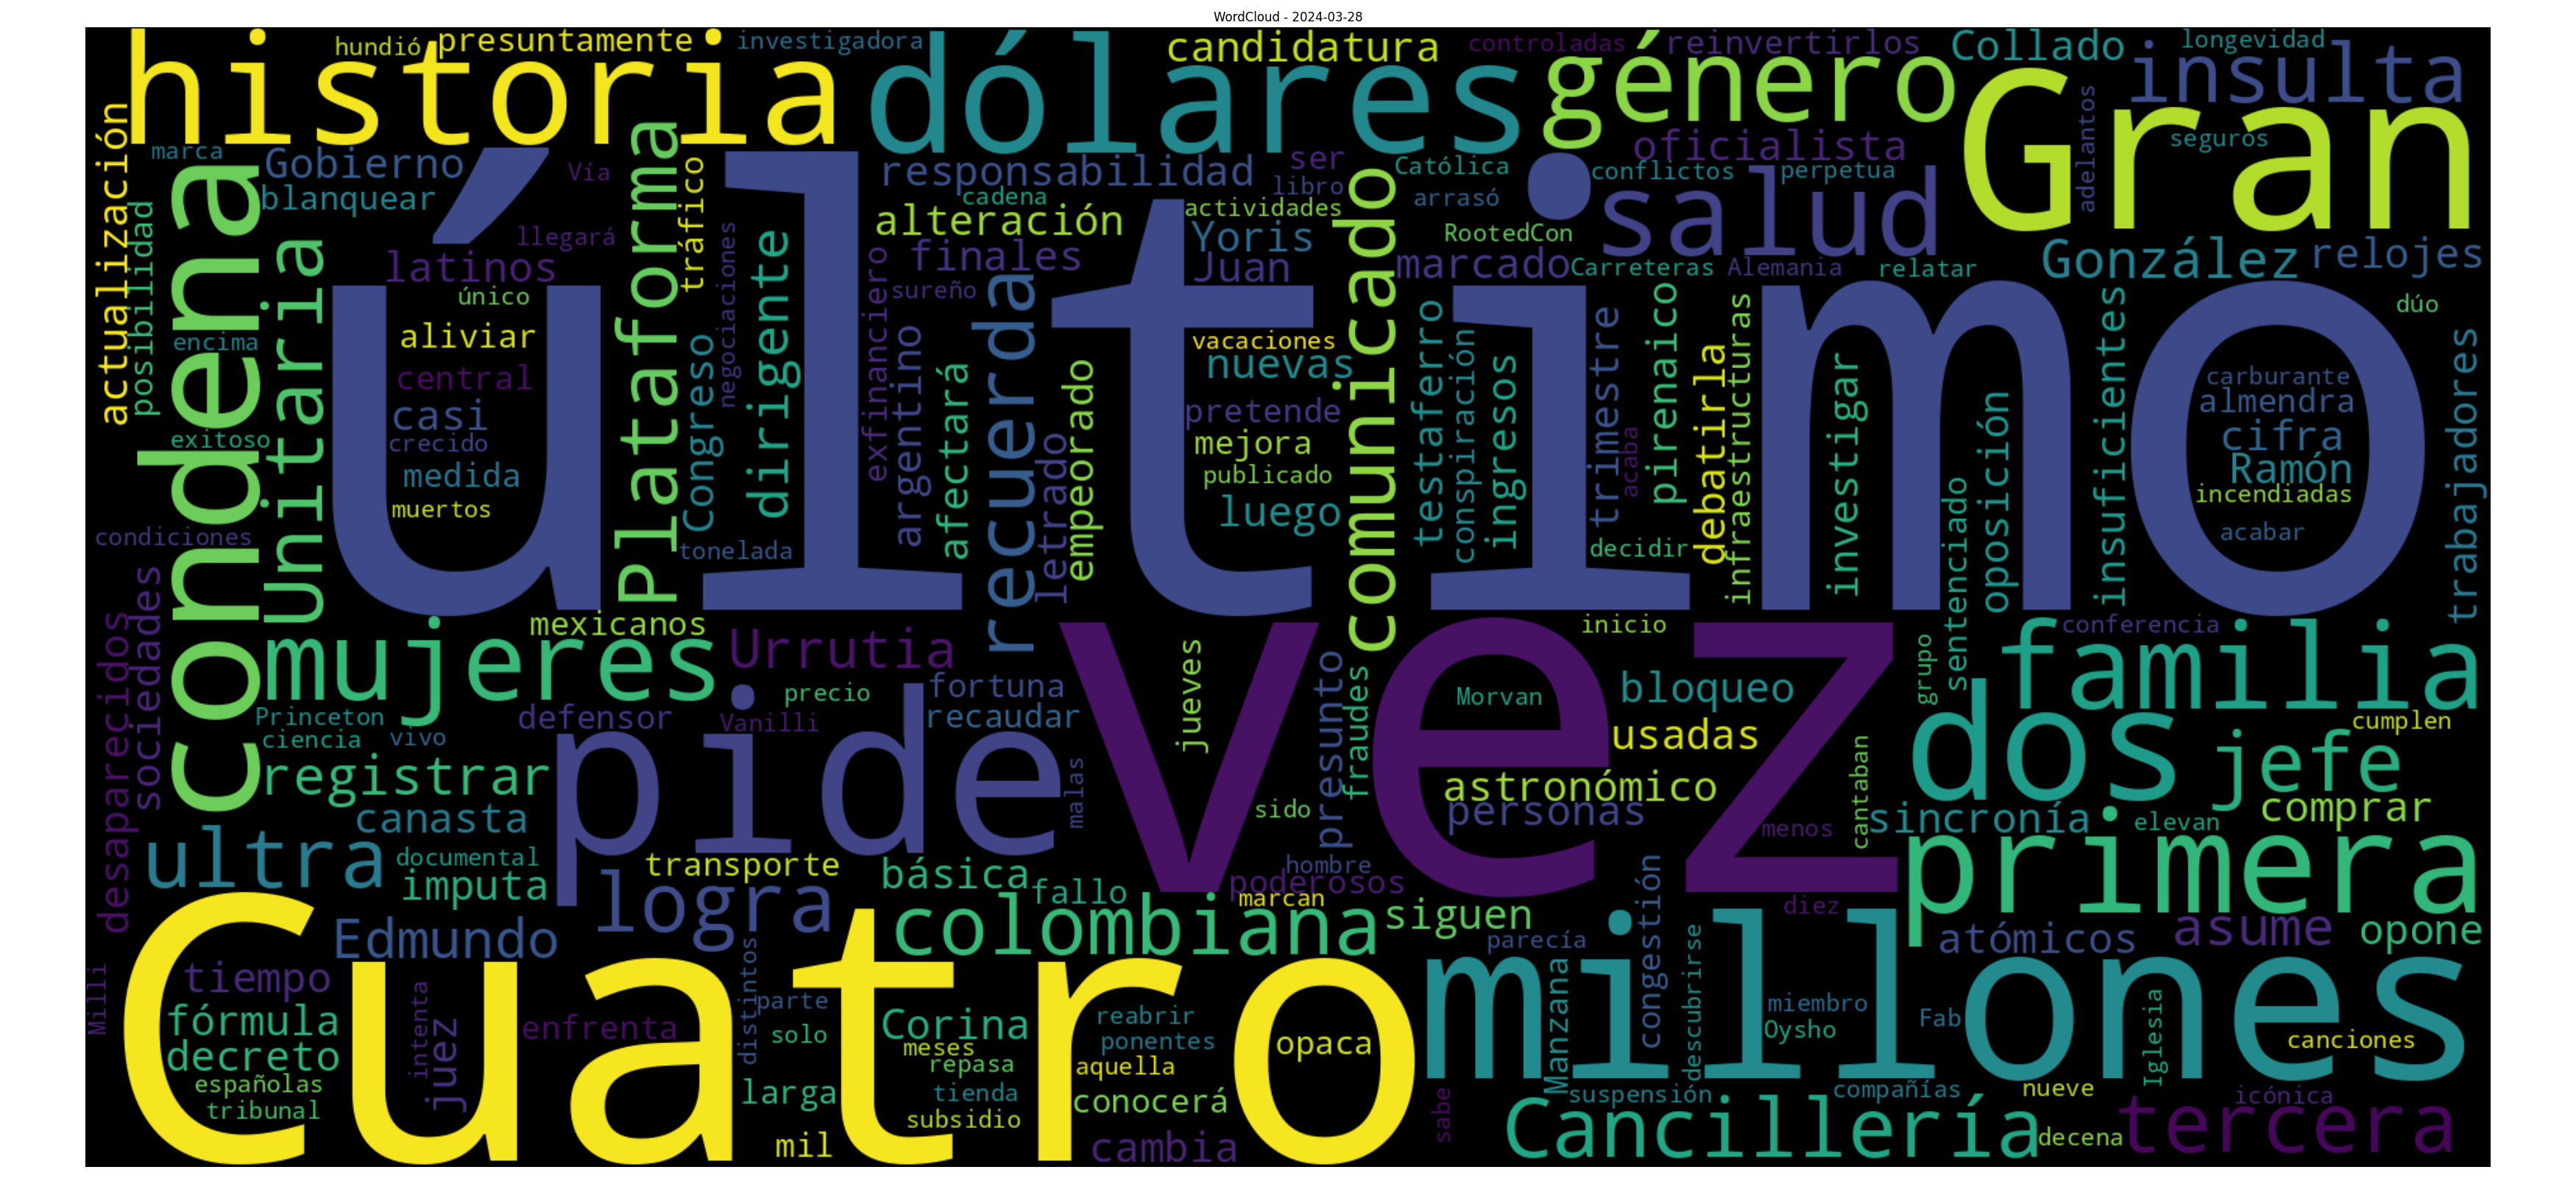 WordCloud - 2024-03-28
historia
hundió
presuntamente
investigadora
dólares
candidatura
controladas
género
reinvertirlos
Collado
longevidad
insulta
Gran
seguros
adelantos
actualización
marca
Gobierno
blanquear
Vía
posibilidad
condena
Unitaria
Plataforma
tráfico
responsabilidad
cadena
ser
libro
Católica
arrasó
oficialista
conflictos
perpetua
salud
alteración
actividades
Yoris
Juan
RootedCon
comunicado
marcado
Carreteras
Alemania
relatar
González
relojes
dúo
latinos
llegará
único
negociaciones
dirigente
exfinanciero
finales
sureño
último
encima
aliviar
central
casi
crecido
exitoso
medida
muertos
Congreso
tonelada
argentino
afectará
recuerda
letrado
empeorado
vacaciones
nuevas
pretende
mejora
publicado
luego
testaferro
conspiración
ingresos
trimestre
acaba
pirenaico
debatirla
infraestructuras
investigar
decidir
oposición
sentenciado
insuficientes
carburante
almendra
cifra
Ramón
incendiadas
acabar
trabajadores
condiciones
desaparecidos
sociedades
mujeres
mexicanos
Urrutia
precio
fortuna
recaudar
defensor
Vanilli
Princeton
ciencia
vivo
registrar
pide
malas
vez
jueves
sido
presunto
fraudes
inicio
Morvan
bloqueo
usadas
astronómico
personas
menos
cantaban
grupo
conferencia
familia
dos
cumplen
jefe
comprar
sincronía
elevan
primera
canasta
ultra
documental
imputa
transporte
logra
básica
fallo
hombre
poderosos
marcan
colombiana
siguen
parecía
congestión
descubrirse
diez
atómicos
asume
opone
Edmundo
Cuatro
millones
Milli
tiempo
fórmula
decreto
españolas
tribunal
intenta
juez
enfrenta
distintos
parte
solo
larga
mil
Corina
meses
repasa
tienda
subsidio
reabrir
ponentes
aquella
conocerá
cambia
opaca
sabe
Manzana
suspensión
miembro
Oysho
Fab
compañías
nueve
Iglesia
canciones
icónica
Cancillería
decena
tercera